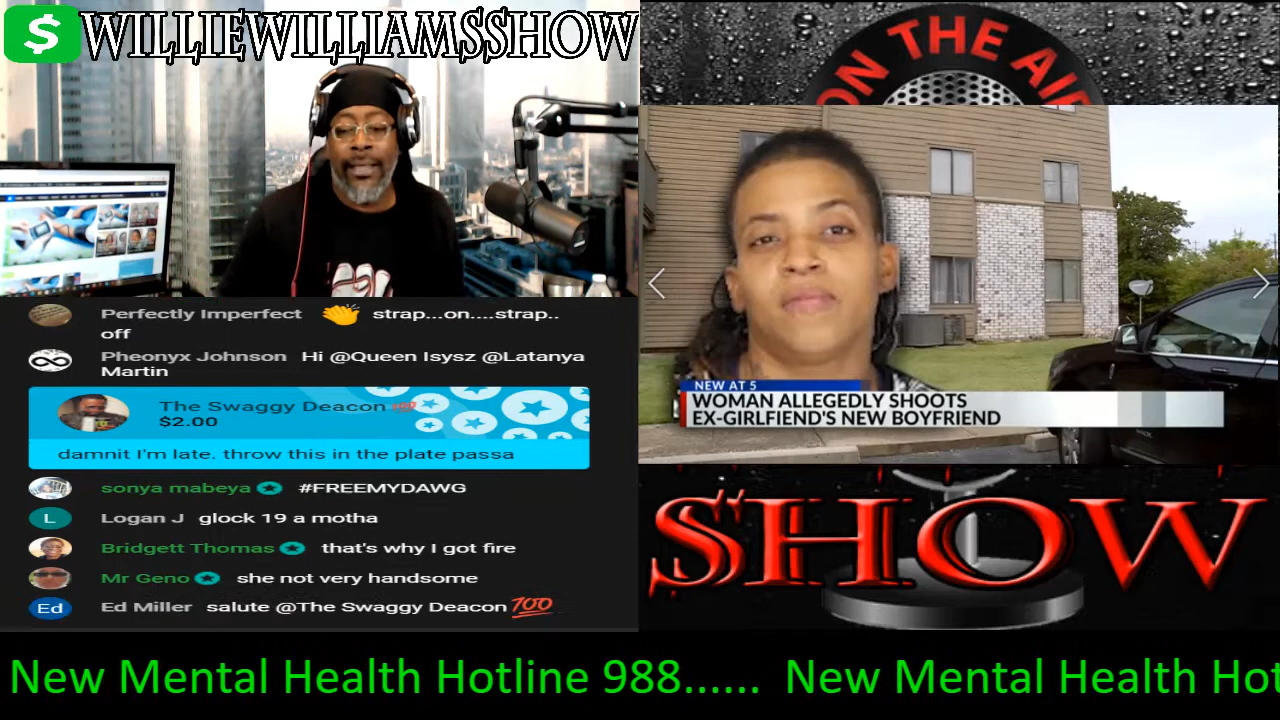 $ WILLIEWILLIAMSSHOW
ON THE AIR
Perfectly Imperfect 👏 strap...on....strap..
off
Pheonyx Johnson Hi @Queen Isysz @Latanya
Martin
The Swaggy Deacon 💯
$2.00
damnit I'm late. throw this in the plate passa
sonya mabeya #FREEMYDAWG
L Logan J glock 19 a motha
Bridgett Thomas that's why I got fire
Mr Geno she not very handsome
Ed Ed Miller salute @The Swaggy Deacon 💯
NEW AT 5
WOMAN ALLEGEDLY SHOOTS
EX-GIRLFIEND'S NEW BOYFRIEND
SHOW
New Mental Health Hotline 988...... New Mental Health Hot